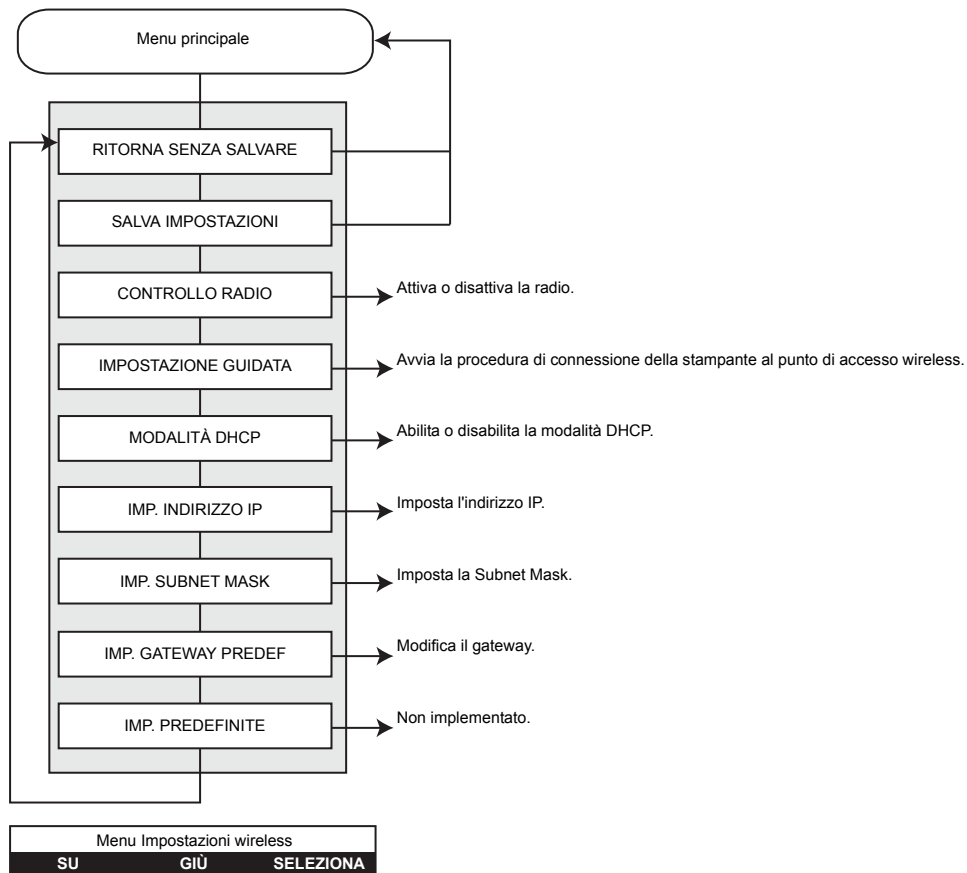 Menu principale
RITORNA SENZA SALVARE
SALVA IMPOSTAZIONI
CONTROLLO RADIO
Attiva o disattiva la radio.
IMPOSTAZIONE GUIDATA
Avvia la procedura di connessione della stampante al punto di accesso wireless.
MODALITÀ DHCP
Abilita o disabilita la modalità DHCP.
IMP. INDIRIZZO IP
Imposta l'indirizzo IP.
IMP. SUBNET MASK
Imposta la Subnet Mask.
IMP. GATEWAY PREDEF
Modifica il gateway.
IMP. PREDEFINITE
Non implementato.
Menu Impostazioni wireless
SU GIÙ SELEZIONA